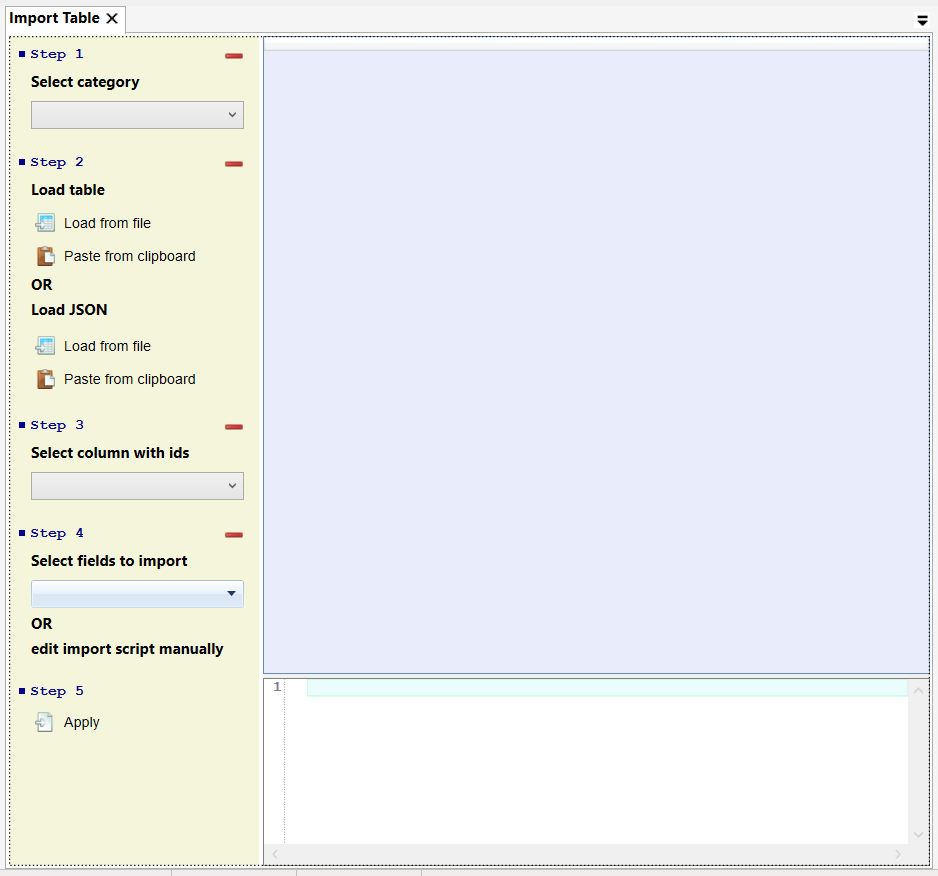 Import Table
Step 1
Select category
Step 2
Load table
Load from file
Paste from clipboard
OR
Load JSON
Load from file
Paste from clipboard
Step 3
Select column with ids
Step 4
Select fields to import
OR
edit import script manually
Step 5
Apply
1